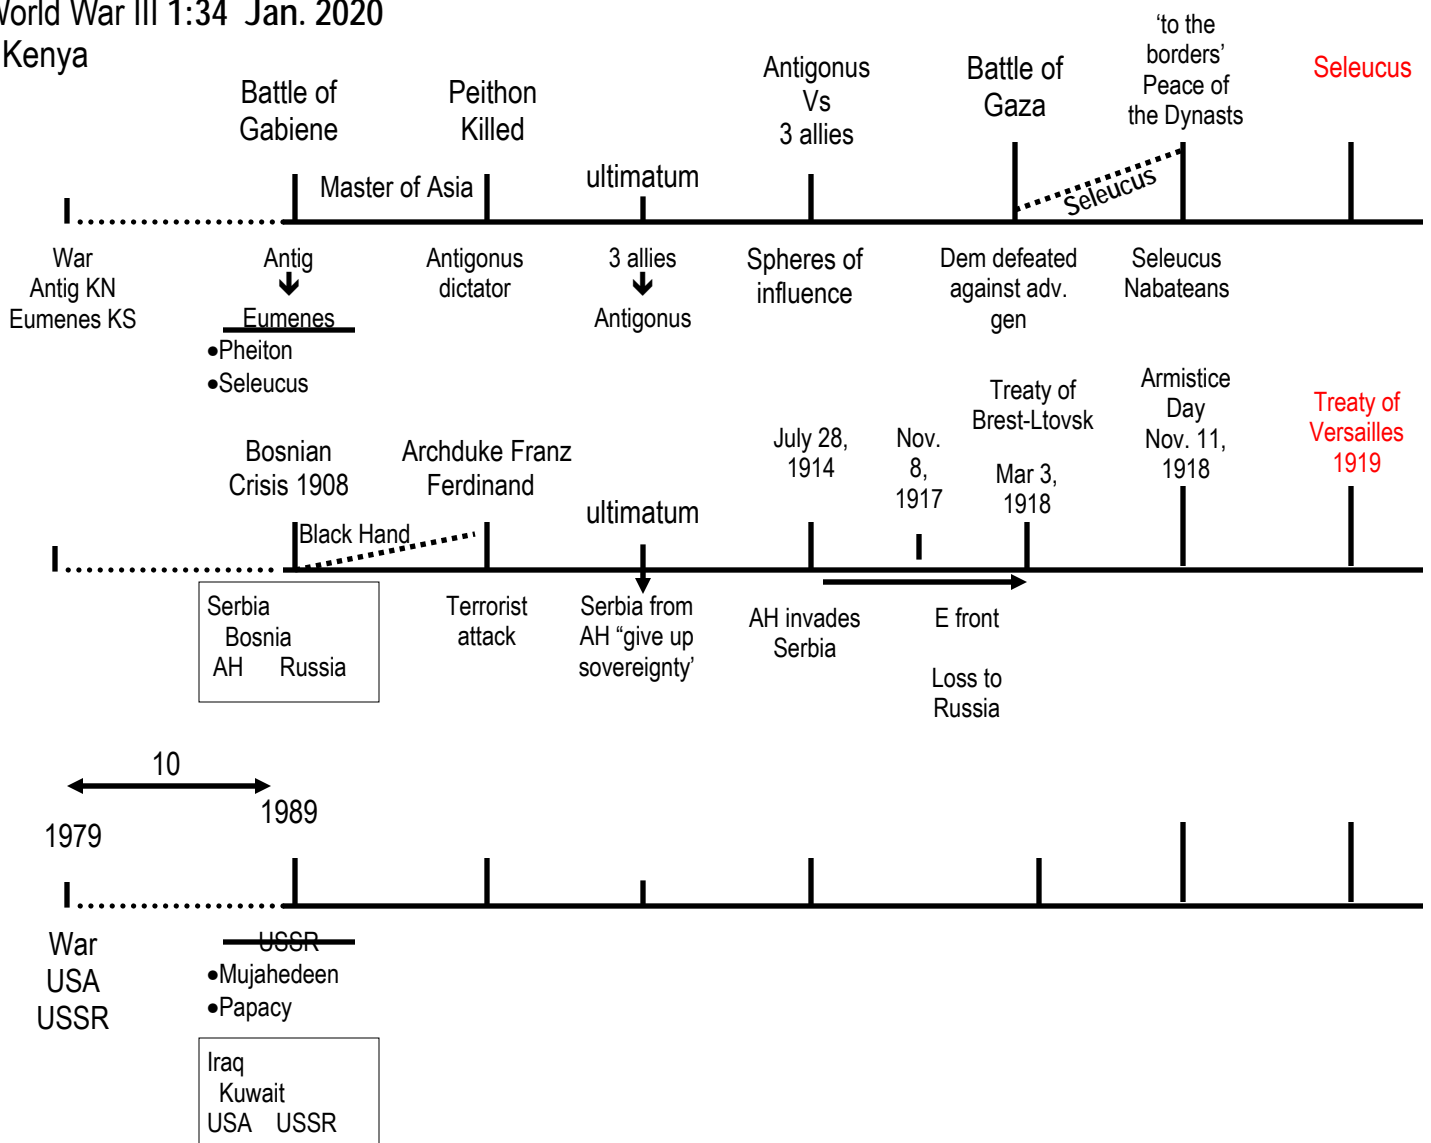 World War III 1:34 Jan. 2020
Kenya
Battle of
Gabiene
Peithon
Killed
Antigonus
Vs
3 allies
Battle of
Gaza
‘to the
borders’
Peace of
the Dynasts
Seleucus
Master of Asia
ultimatum
Seleucus
War
Antig KN
Eumenes KS
Antig
Eumenes
•Pheiton
•Seleucus
Antigonus
dictator
3 allies
Antigonus
Spheres of
influence
Dem defeated
against adv.
gen
Seleucus
Nabateans
Bosnian
Crisis 1908
Archduke Franz
Ferdinand
ultimatum
July 28,
1914
Nov.
8,
1917
Treaty of
Brest-Ltovsk
Mar 3,
1918
Armistice
Day
Nov. 11,
1918
Treaty of
Versailles
1919
Black Hand
Serbia
Bosnia
AH Russia
Terrorist
attack
Serbia from
AH “give up
sovereignty’
AH invades
Serbia
E front
Loss to
Russia
10
1979
1989
War
USA
USSR
USSR
•Mujahedeen
•Papacy
Iraq
Kuwait
USA USSR